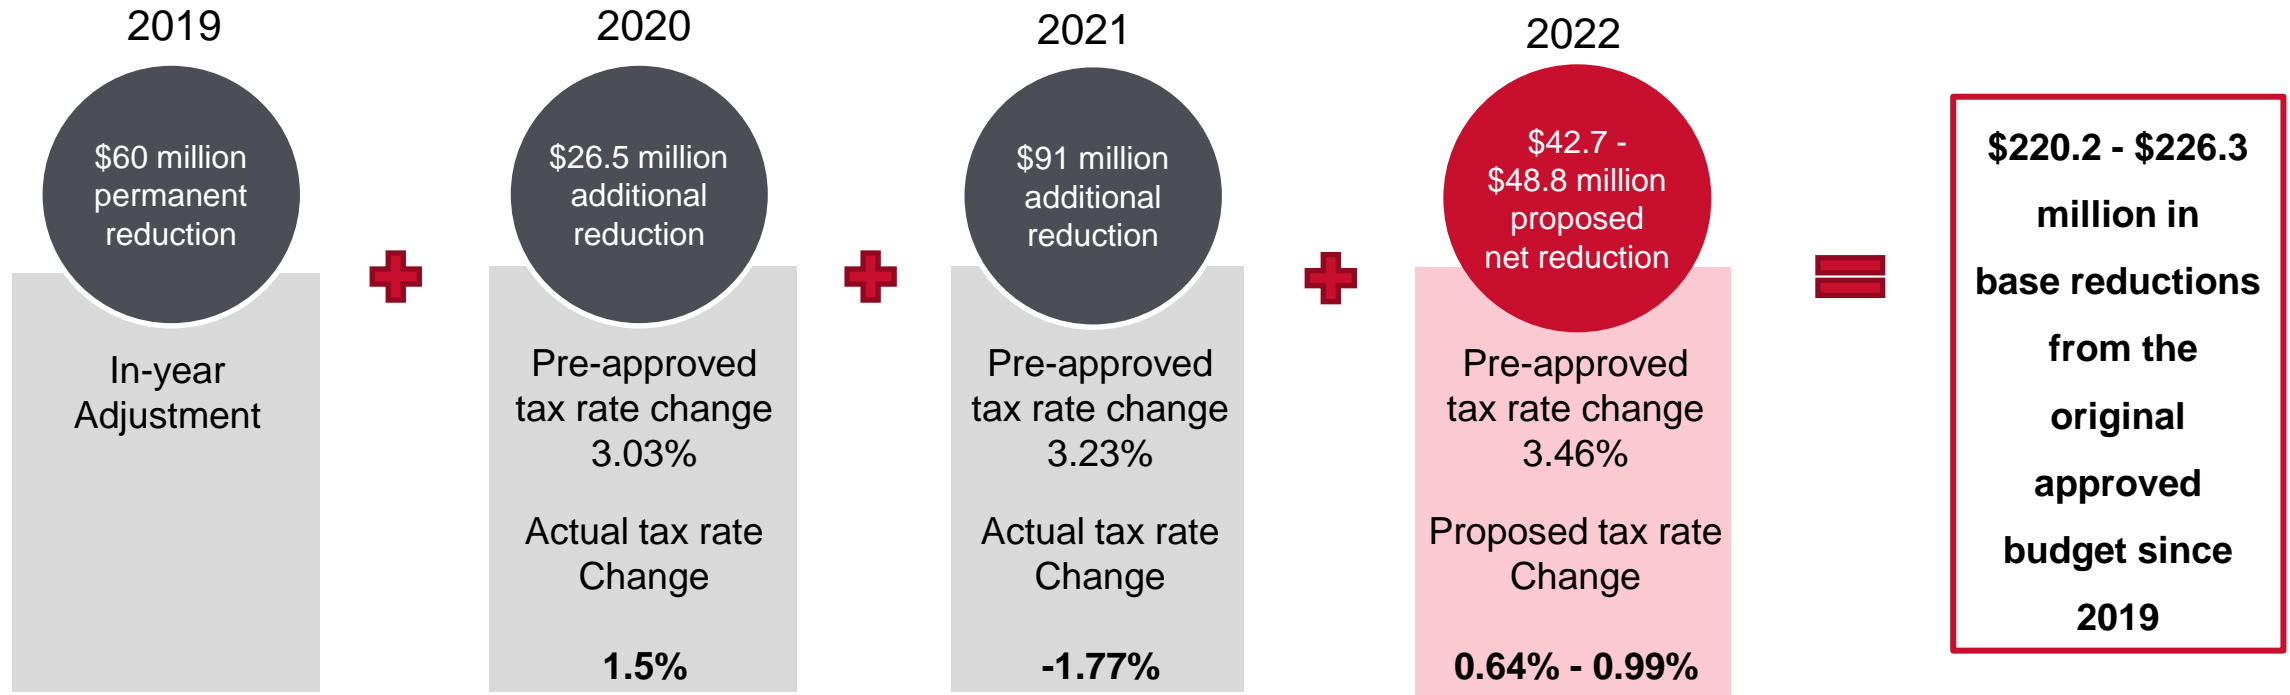 2019
$60 million
permanent
reduction
In-year
Adjustment
2020
$26.5 million
additional
reduction
Pre-approved
tax rate change
3.03%
Actual tax rate
Change
1.5%
2021
$91 million
additional
reduction
Pre-approved
tax rate change
3.23%
Actual tax rate
Change
-1.77%
2022
$42.7 -
$48.8 million
proposed
net reduction
Pre-approved
tax rate change
3.46%
Proposed tax rate
Change
0.64% - 0.99%
$220.2 - $226.3
million in
base reductions
from the
original
approved
budget since
2019